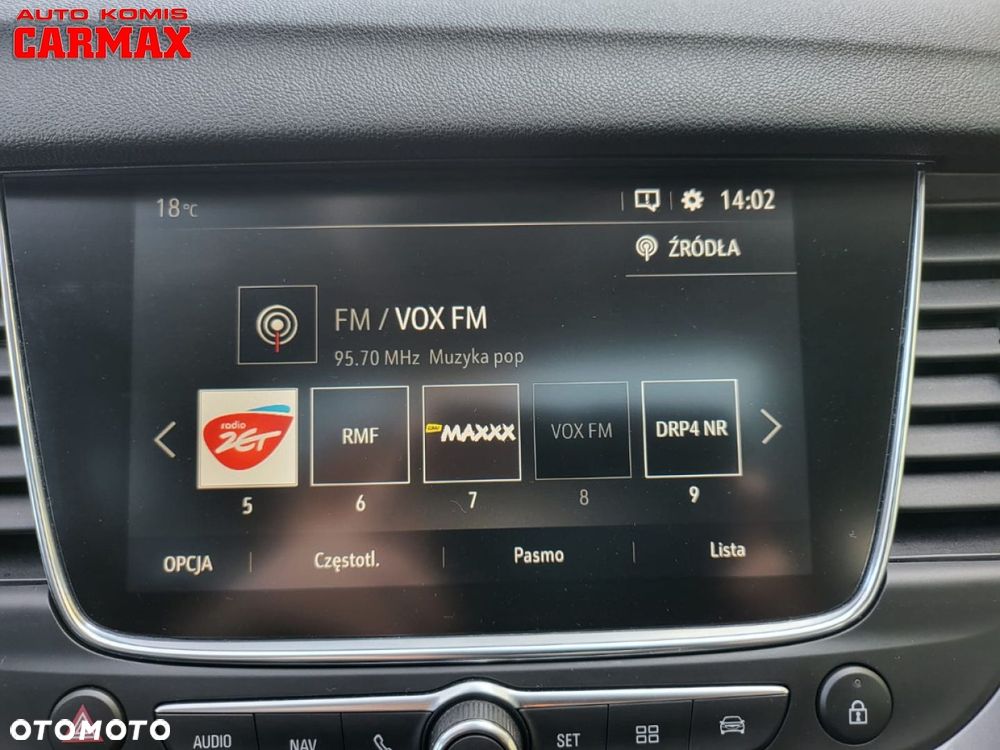 AUTO KOMIS
CARMAX
18°C
14:02
ŹRÓDŁA
FM / VOX FM
95.70 MHz Muzyka pop
radio ZET
RMF
RMF MAXXX
VOX FM
DRP4 NR
5 6 7 8 9
OPCJA Częstotl. Pasmo Lista
AUDIO NAV SET
OTOMOTO